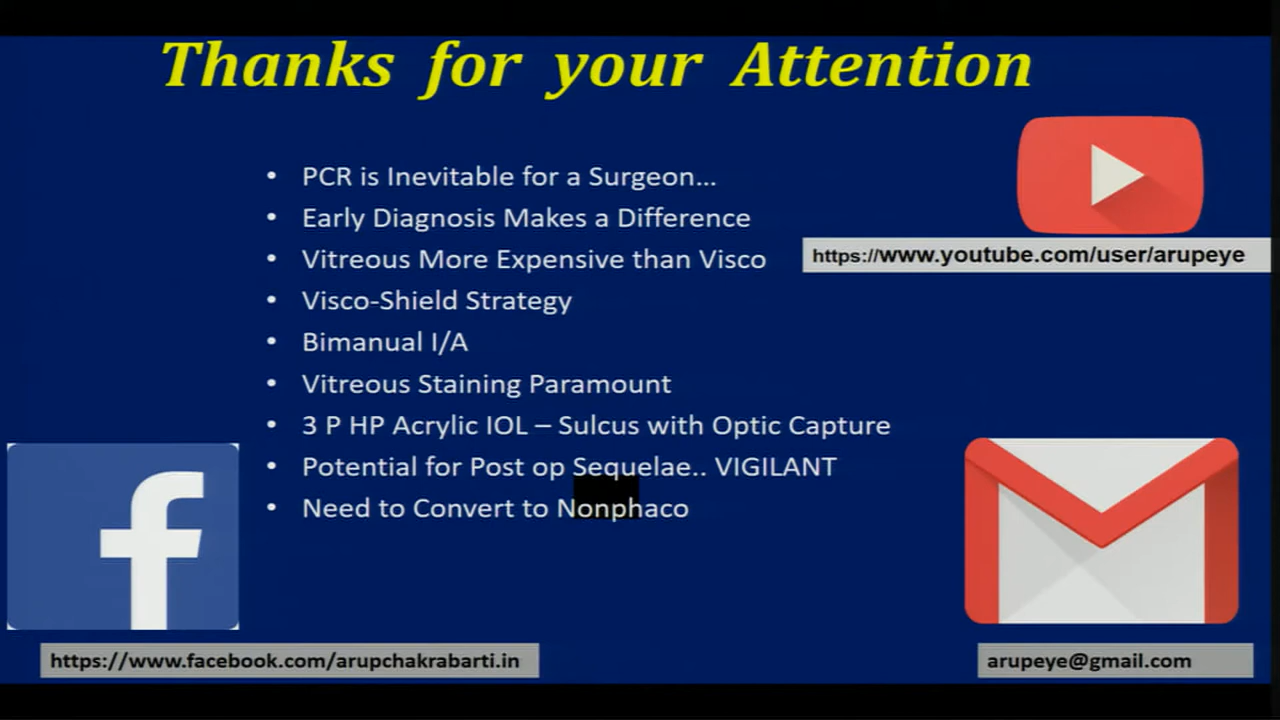 Thanks for your Attention
• PCR is Inevitable for a Surgeon...
• Early Diagnosis Makes a Difference
• Vitreous More Expensive than Visco
https://www.youtube.com/user/arupeye
• Visco-Shield Strategy
• Bimanual I/A
• Vitreous Staining Paramount
• 3 P HP Acrylic IOL – Sulcus with Optic Capture
• Potential for Post op Sequelae.. VIGILANT
• Need to Convert to Nonphaco
f
https://www.facebook.com/arupchakrabarti.in
arupeye@gmail.com